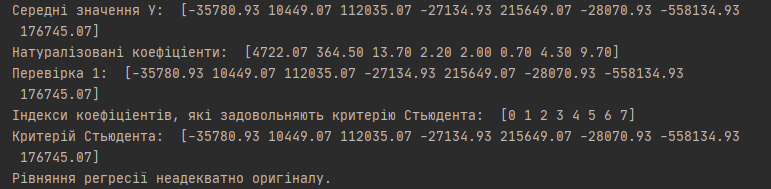 Середні значення Y:  [-35780.93 10449.07 112035.07 -27134.93 215649.07 -28070.93 -558134.93
 176745.07]
Натуралізовані коефіцієнти:  [4722.07 364.50 13.70 2.20 2.00 0.70 4.30 9.70]
Перевірка 1:  [-35780.93 10449.07 112035.07 -27134.93 215649.07 -28070.93 -558134.93
 176745.07]
Індекси коефіцієнтів, які задовольняють критерію Стьюдента:  [0 1 2 3 4 5 6 7]
Критерій Стьюдента:  [-35780.93 10449.07 112035.07 -27134.93 215649.07 -28070.93 -558134.93
 176745.07]
Рівняння регресії неадекватно оригіналу.